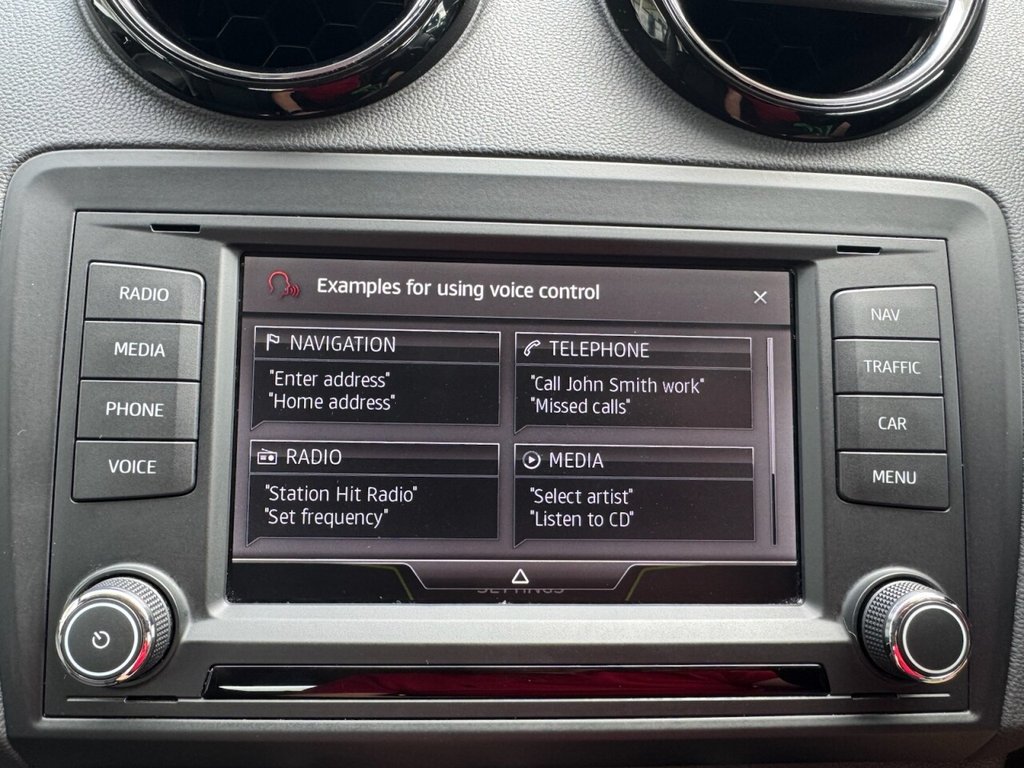 RADIO
MEDIA
PHONE
VOICE
Examples for using voice control
NAVIGATION
"Enter address"
"Home address"
TELEPHONE
"Call John Smith work"
"Missed calls"
RADIO
"Station Hit Radio"
"Set frequency"
MEDIA
"Select artist"
"Listen to CD"
SETTINGS
NAV
TRAFFIC
CAR
MENU